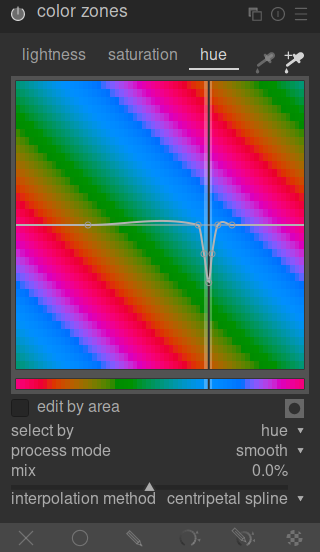 color zones
lightness saturation hue
edit by area
select by hue
process mode smooth
mix 0.0%
interpolation method centripetal spline